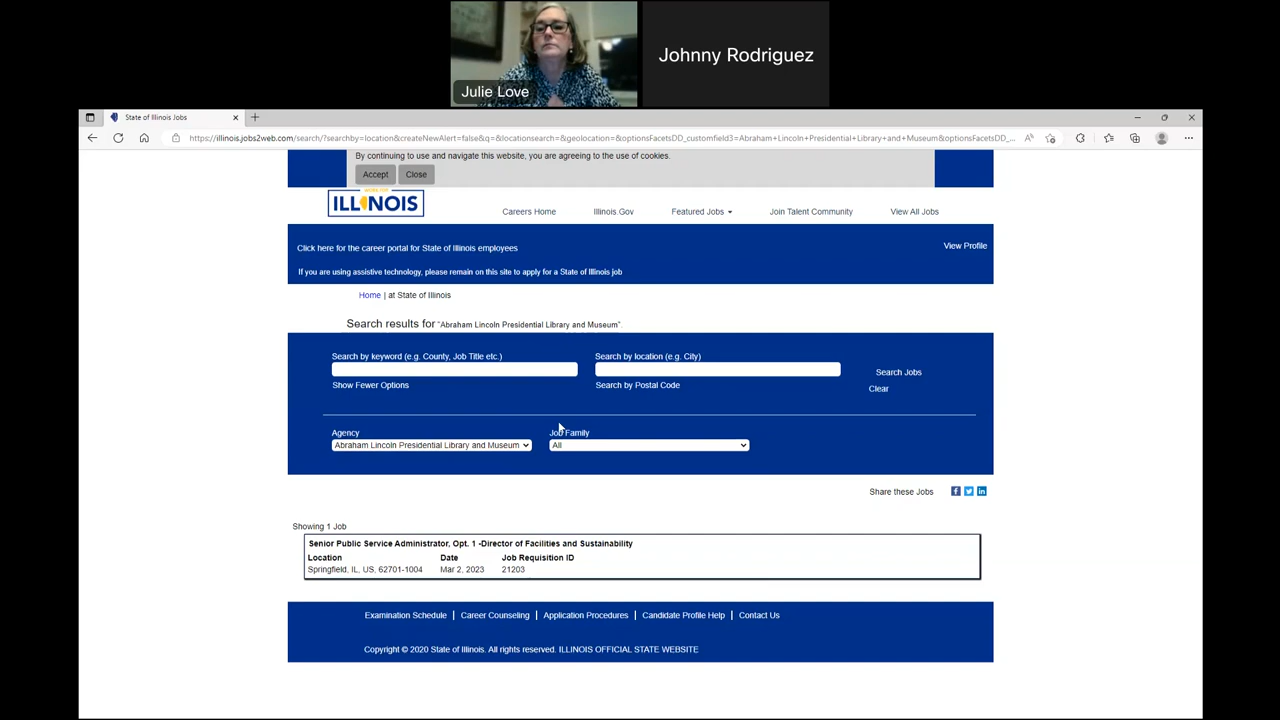 Julie Love
Johnny Rodriguez
State of Illinois Jobs
https://illinois.jobs2web.com/search/?searchby=location&createNewAlert=false&q=&locationsearch=&geolocation=&optionsFacetsDD_customfield3=Abraham+Lincoln+Presidential+Library+and+Museum&optionsFacetsDD_...
By continuing to use and navigate this website, you are agreeing to the use of cookies.
Accept Close
WORK FOR
ILLINOIS
Careers Home Illinois.Gov Featured Jobs Join Talent Community View All Jobs
Click here for the career portal for State of Illinois employees
View Profile
If you are using assistive technology, please remain on this site to apply for a State of Illinois job
Home | at State of Illinois
Search results for "Abraham Lincoln Presidential Library and Museum".
Search by keyword (e.g. County, Job Title etc.) Search by location (e.g. City)
Search Jobs
Show Fewer Options Search by Postal Code
Clear
Agency Job Family
Abraham Lincoln Presidential Library and Museum All
Share these Jobs
Showing 1 Job
Senior Public Service Administrator, Opt. 1 -Director of Facilities and Sustainability
Location Date Job Requisition ID
Springfield, IL, US, 62701-1004 Mar 2, 2023 21203
Examination Schedule | Career Counseling | Application Procedures | Candidate Profile Help | Contact Us
Copyright © 2020 State of Illinois. All rights reserved. ILLINOIS OFFICIAL STATE WEBSITE